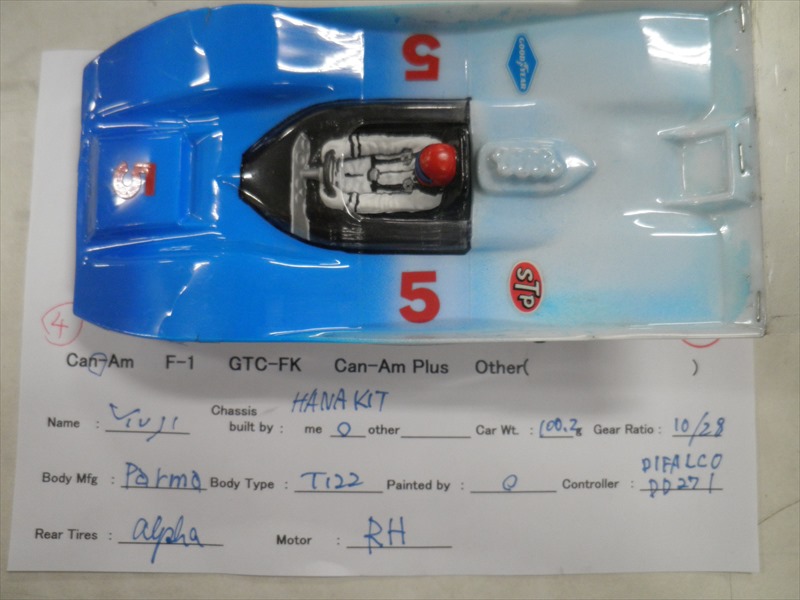 5
GOODYEAR
5
5
STP
4
Can-Am F-1 GTC-FK Can-Am Plus Other( )
HANA KIT
Name : Yiuji Chassis built by : me O other Car Wt. : 100.2g Gear Ratio : 10/28
DIFALCO
Body Mfg : Parma Body Type : Ti22 Painted by : O Controller : DD271
Rear Tires : alpha Motor : RH